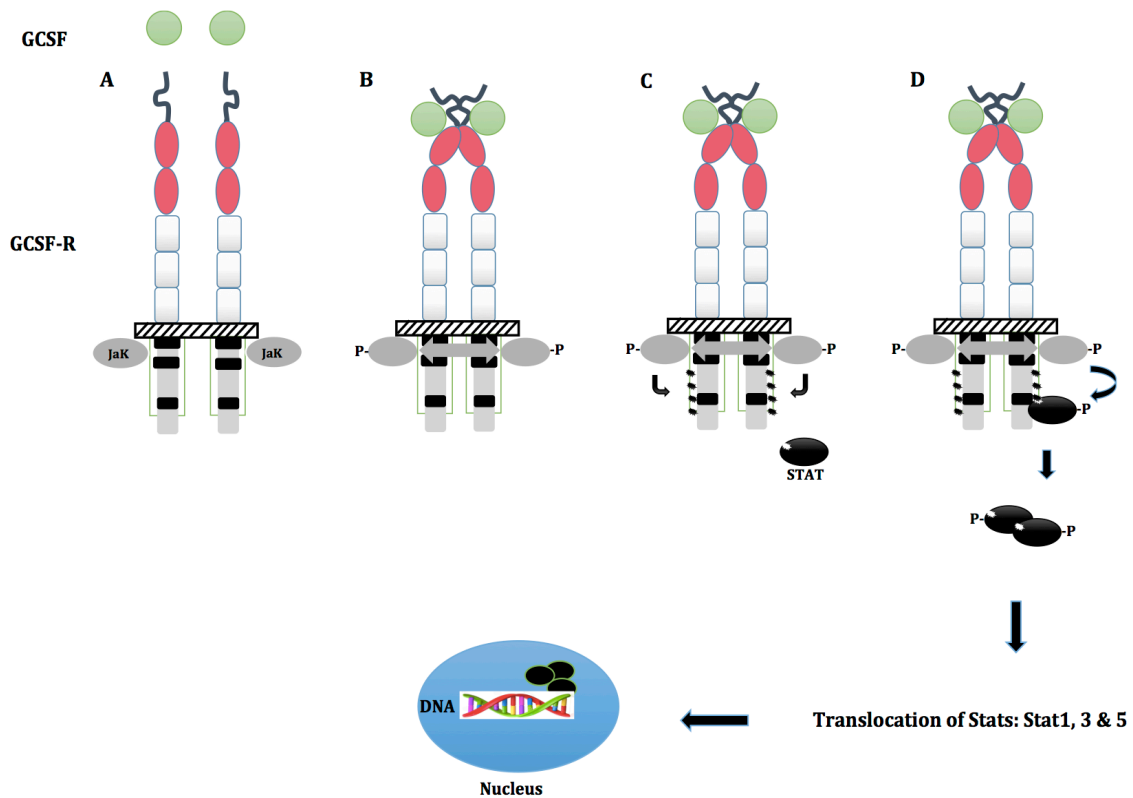 GCSF
A
B
C
D
GCSF-R
JaK
JaK
P-
-P
P-
-P
P-
-P
-P
STAT
P-
-P
DNA
Translocation of Stats: Stat1, 3 & 5
Nucleus